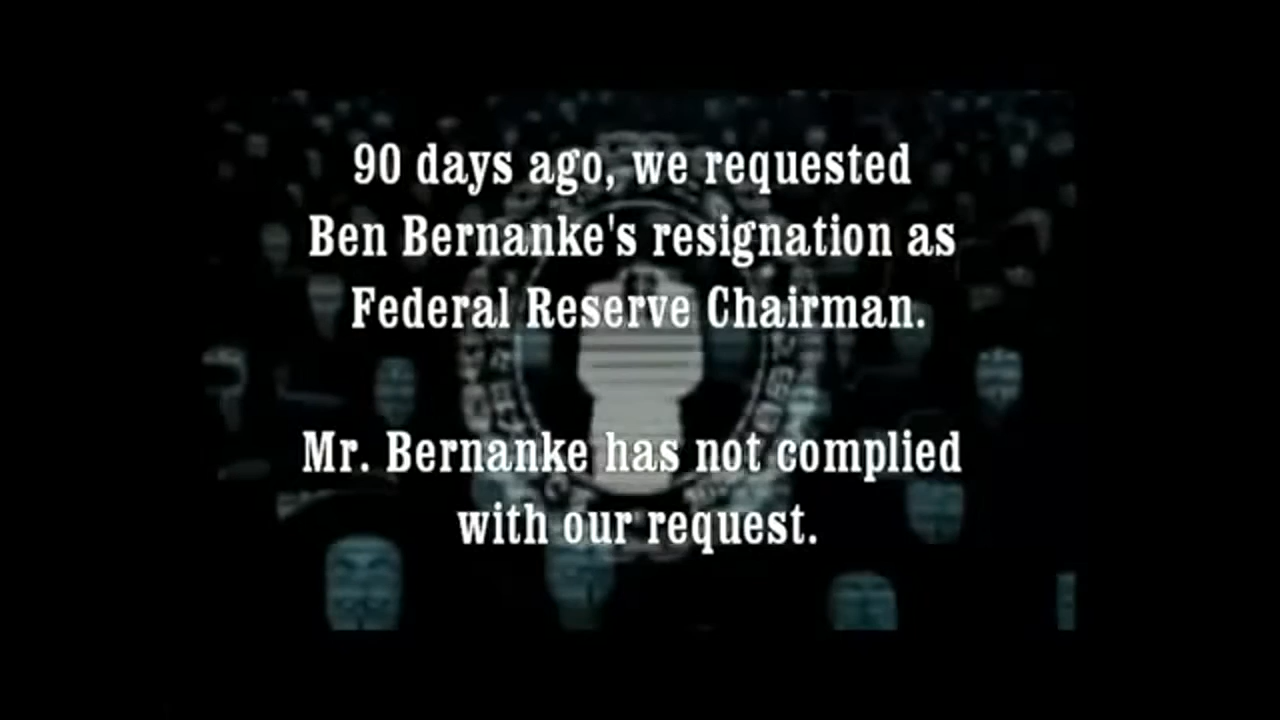 90 days ago, we requested
Ben Bernanke's resignation as
Federal Reserve Chairman.
Mr. Bernanke has not complied
with our request.